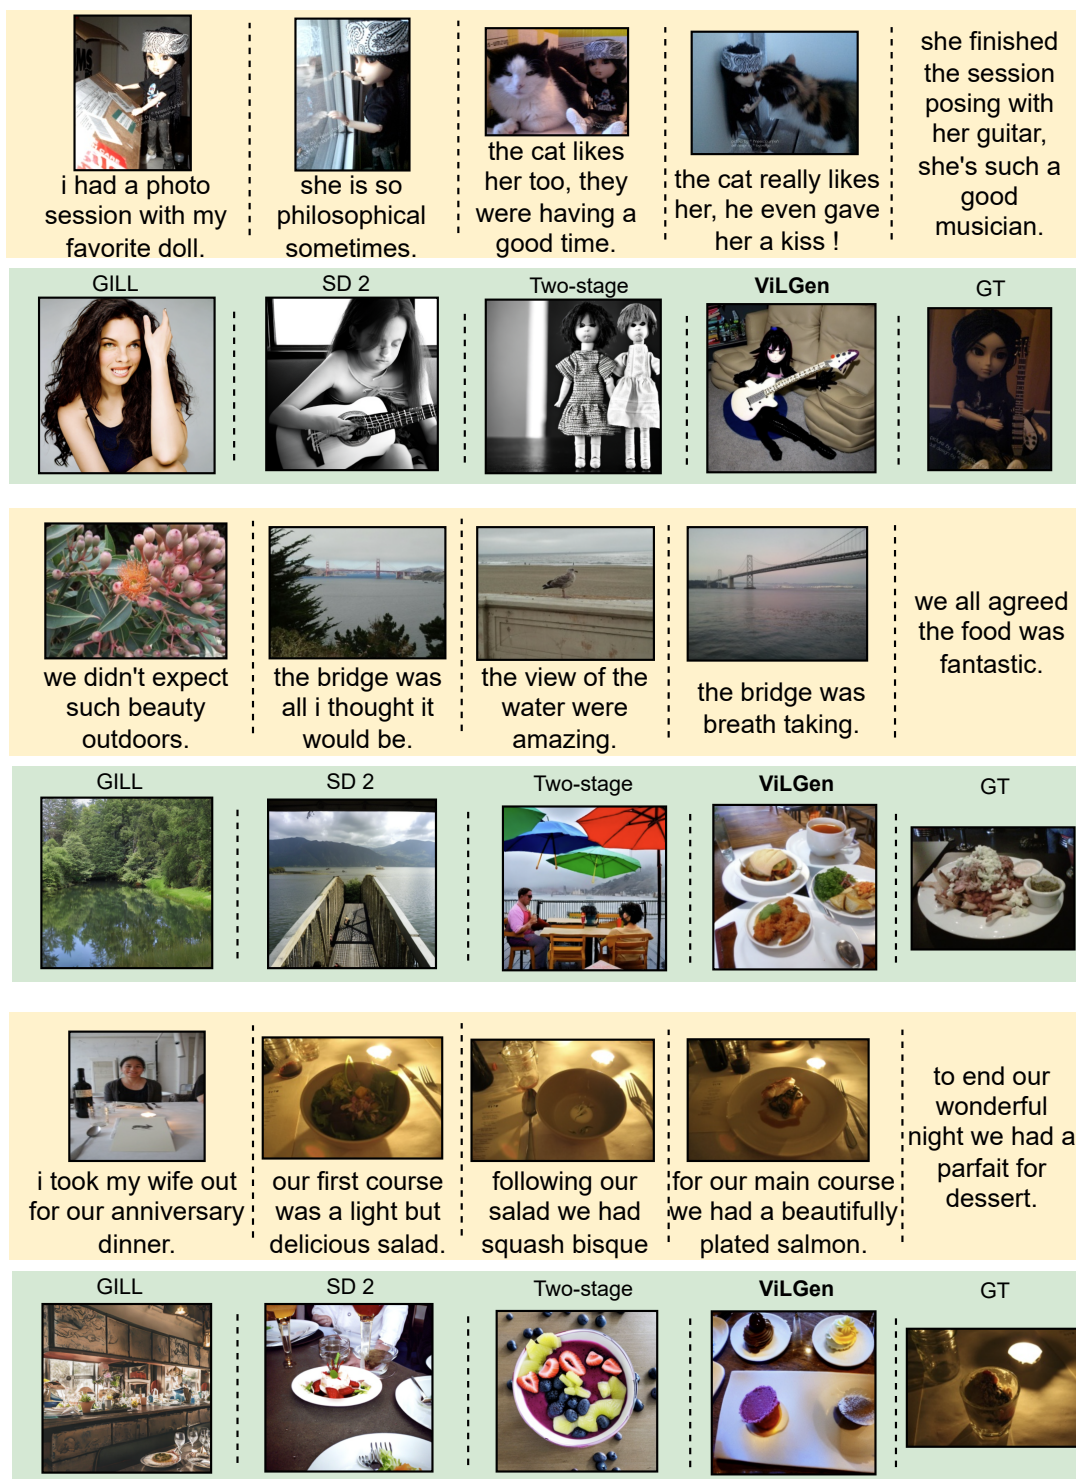 i had a photo
session with my
favorite doll.
she is so
philosophical
sometimes.
the cat likes
her too, they
were having a
good time.
the cat really likes
her, he even gave
her a kiss !
she finished
the session
posing with
her guitar,
she's such a
good
musician.
GILL
SD 2
Two-stage
ViLGen
GT
we didn't expect
such beauty
outdoors.
the bridge was
all i thought it
would be.
the view of the
water were
amazing.
the bridge was
breath taking.
we all agreed
the food was
fantastic.
GILL
SD 2
Two-stage
ViLGen
GT
i took my wife out
for our anniversary
dinner.
our first course
was a light but
delicious salad.
following our
salad we had
squash bisque
for our main course
we had a beautifully
plated salmon.
to end our
wonderful
night we had a
parfait for
dessert.
GILL
SD 2
Two-stage
ViLGen
GT